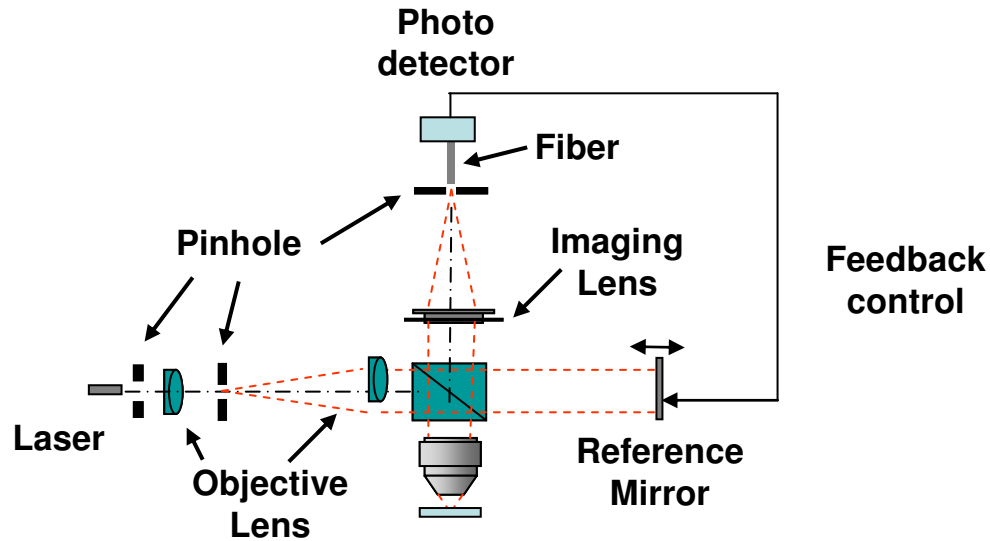 Photo
detector
Fiber
Pinhole
Imaging
Lens
Feedback
control
Laser
Objective
Lens
Reference
Mirror